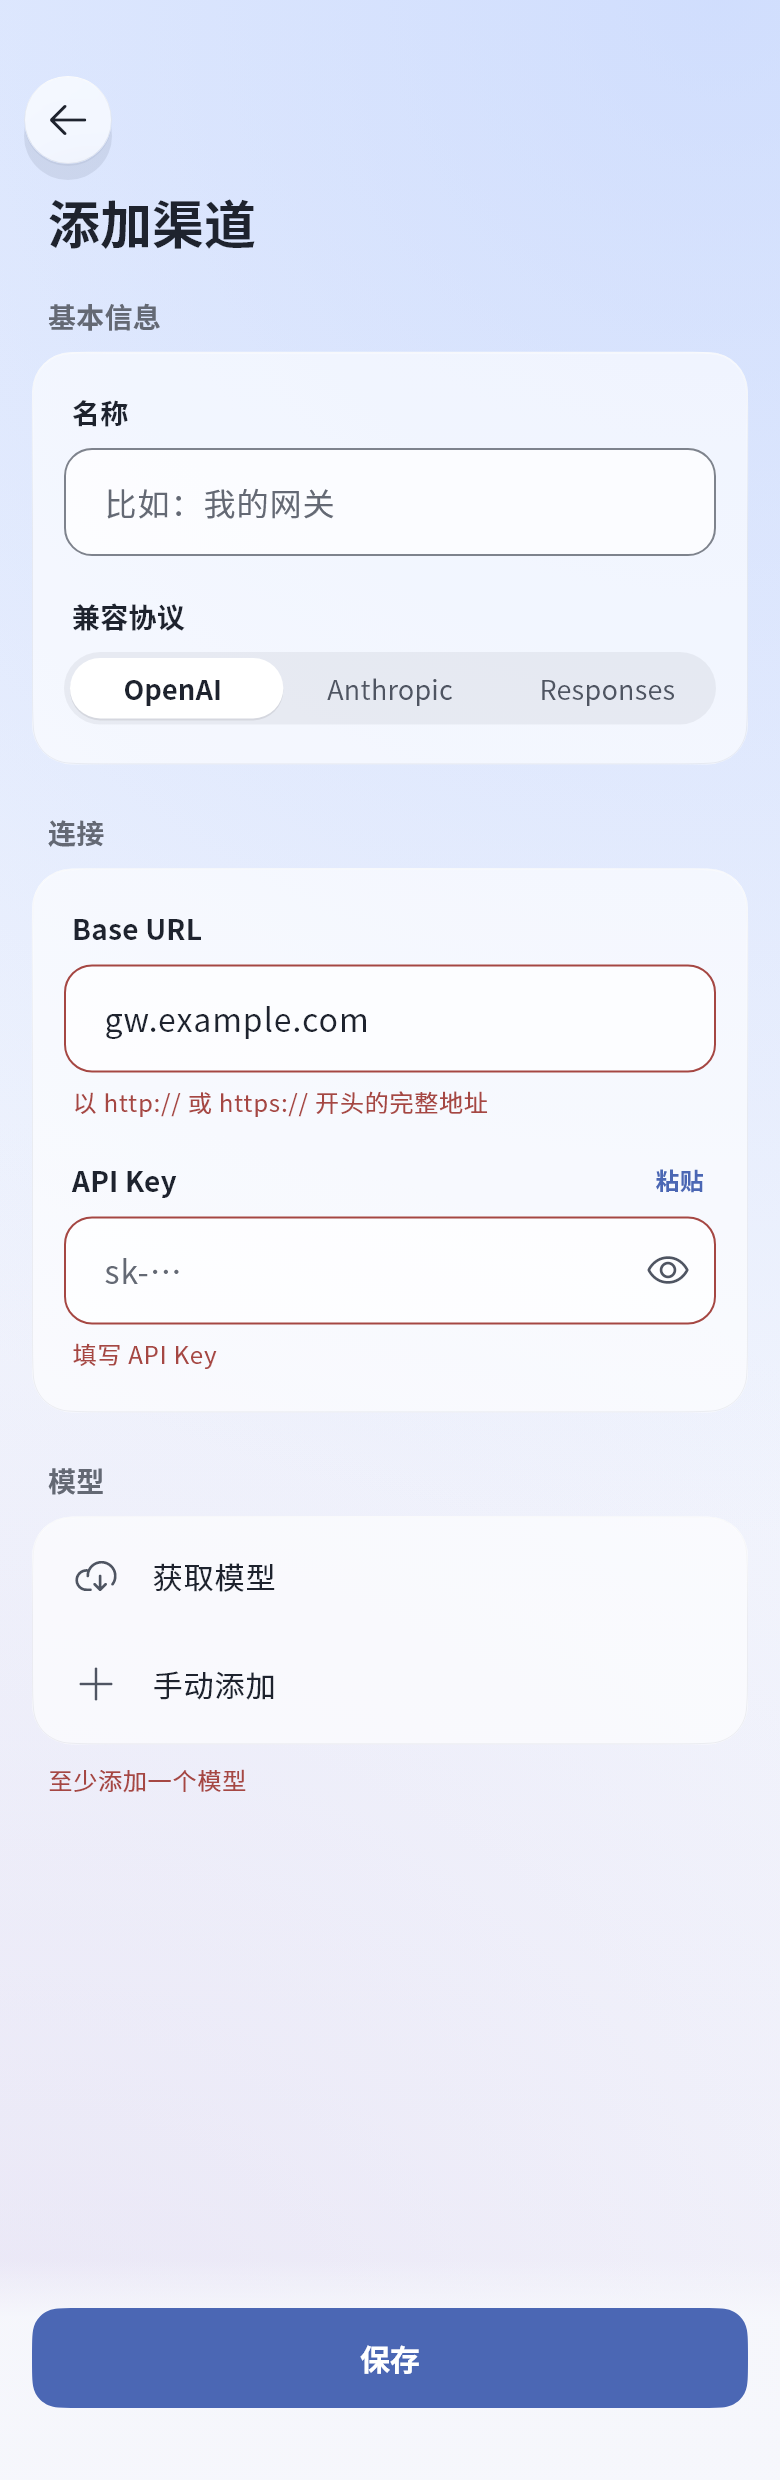 添加渠道
基本信息
名称
比如：我的网关
兼容协议
OpenAI Anthropic Responses
连接
Base URL
gw.example.com
以 http:// 或 https:// 开头的完整地址
API Key 粘贴
sk-…
填写 API Key
模型
获取模型
手动添加
至少添加一个模型
保存